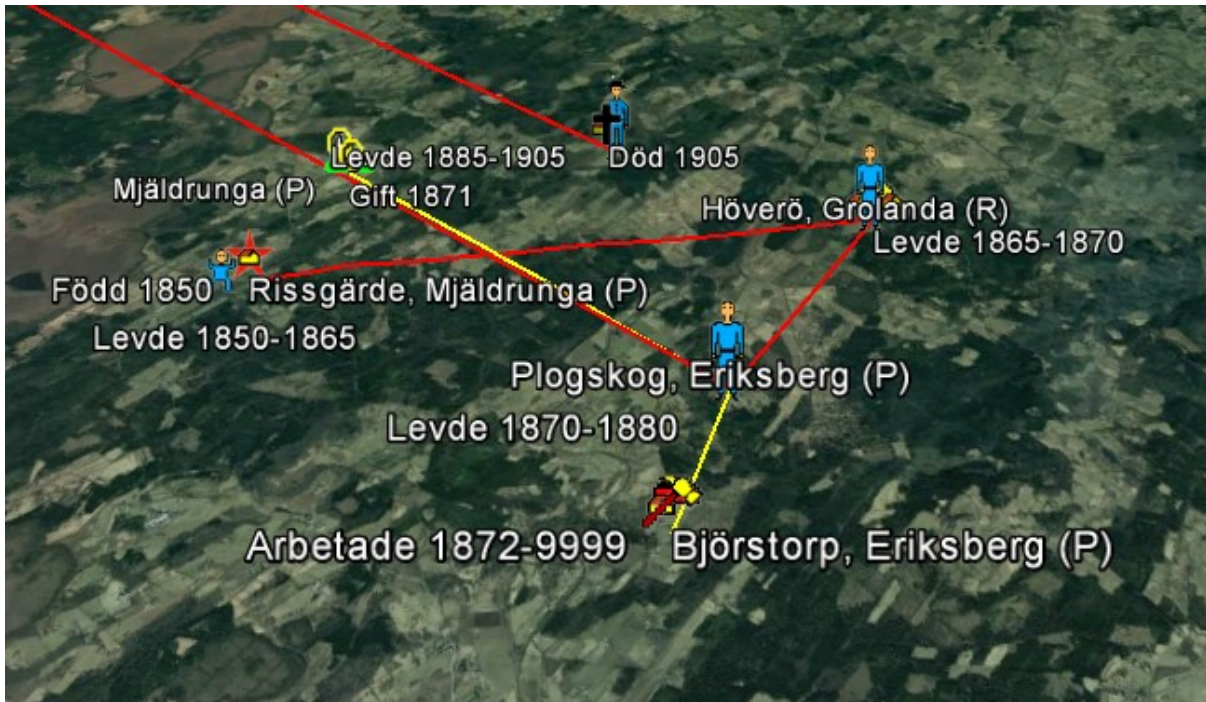 Levde 1885-1905
Död 1905
Mjäldrunga (P)
Gift 1871
Höverö, Grolanda (R)
Levde 1865-1870
Född 1850
Rissgärde, Mjäldrunga (P)
Levde 1850-1865
Plogskog, Eriksberg (P)
Levde 1870-1880
Arbetade 1872-9999
Björstorp, Eriksberg (P)